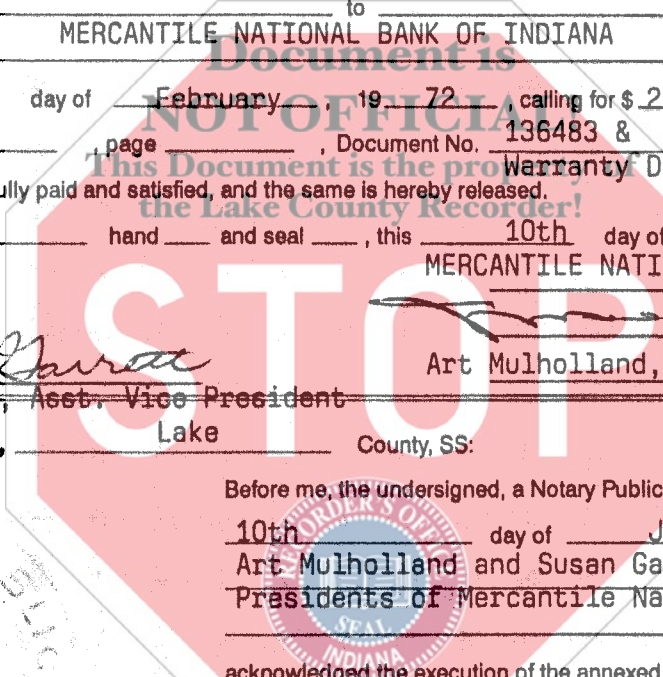 to
MERCANTILE NATIONAL BANK OF INDIANA
Document is
day of February, 19 72, calling for $ 2
NOT OFFICIAL
136483 &
, page , Document No.
This Document is the property of
Warranty D
ully paid and satisfied, and the same is hereby released.
the Lake County Recorder!
hand and seal , this 10th day of
MERCANTILE NATI
STOP
Garrott
Art Mulholland,
, Asst. Vice President
Lake
County, SS:
Before me, the undersigned, a Notary Public
RECORDER'S OFFICE
10th day of J
Art Mulholland and Susan Ga
Presidents of Mercantile Na
SEAL
INDIANA
acknowledged the execution of the annexed